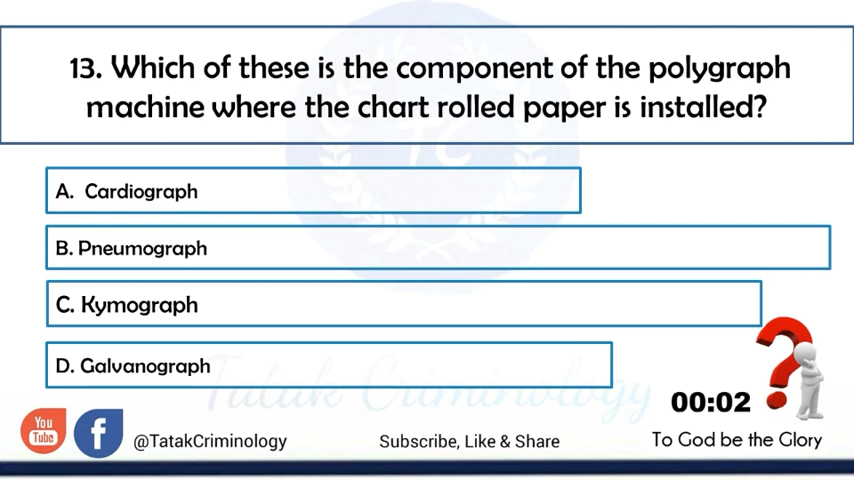 13. Which of these is the component of the polygraph
machine where the chart rolled paper is installed?
TC
A. Cardiograph
B. Pneumograph
C. Kymograph
D. Galvanograph
Tatak Criminology
00:02
You
Tube
f
@TatakCriminology
Subscribe, Like & Share
To God be the Glory